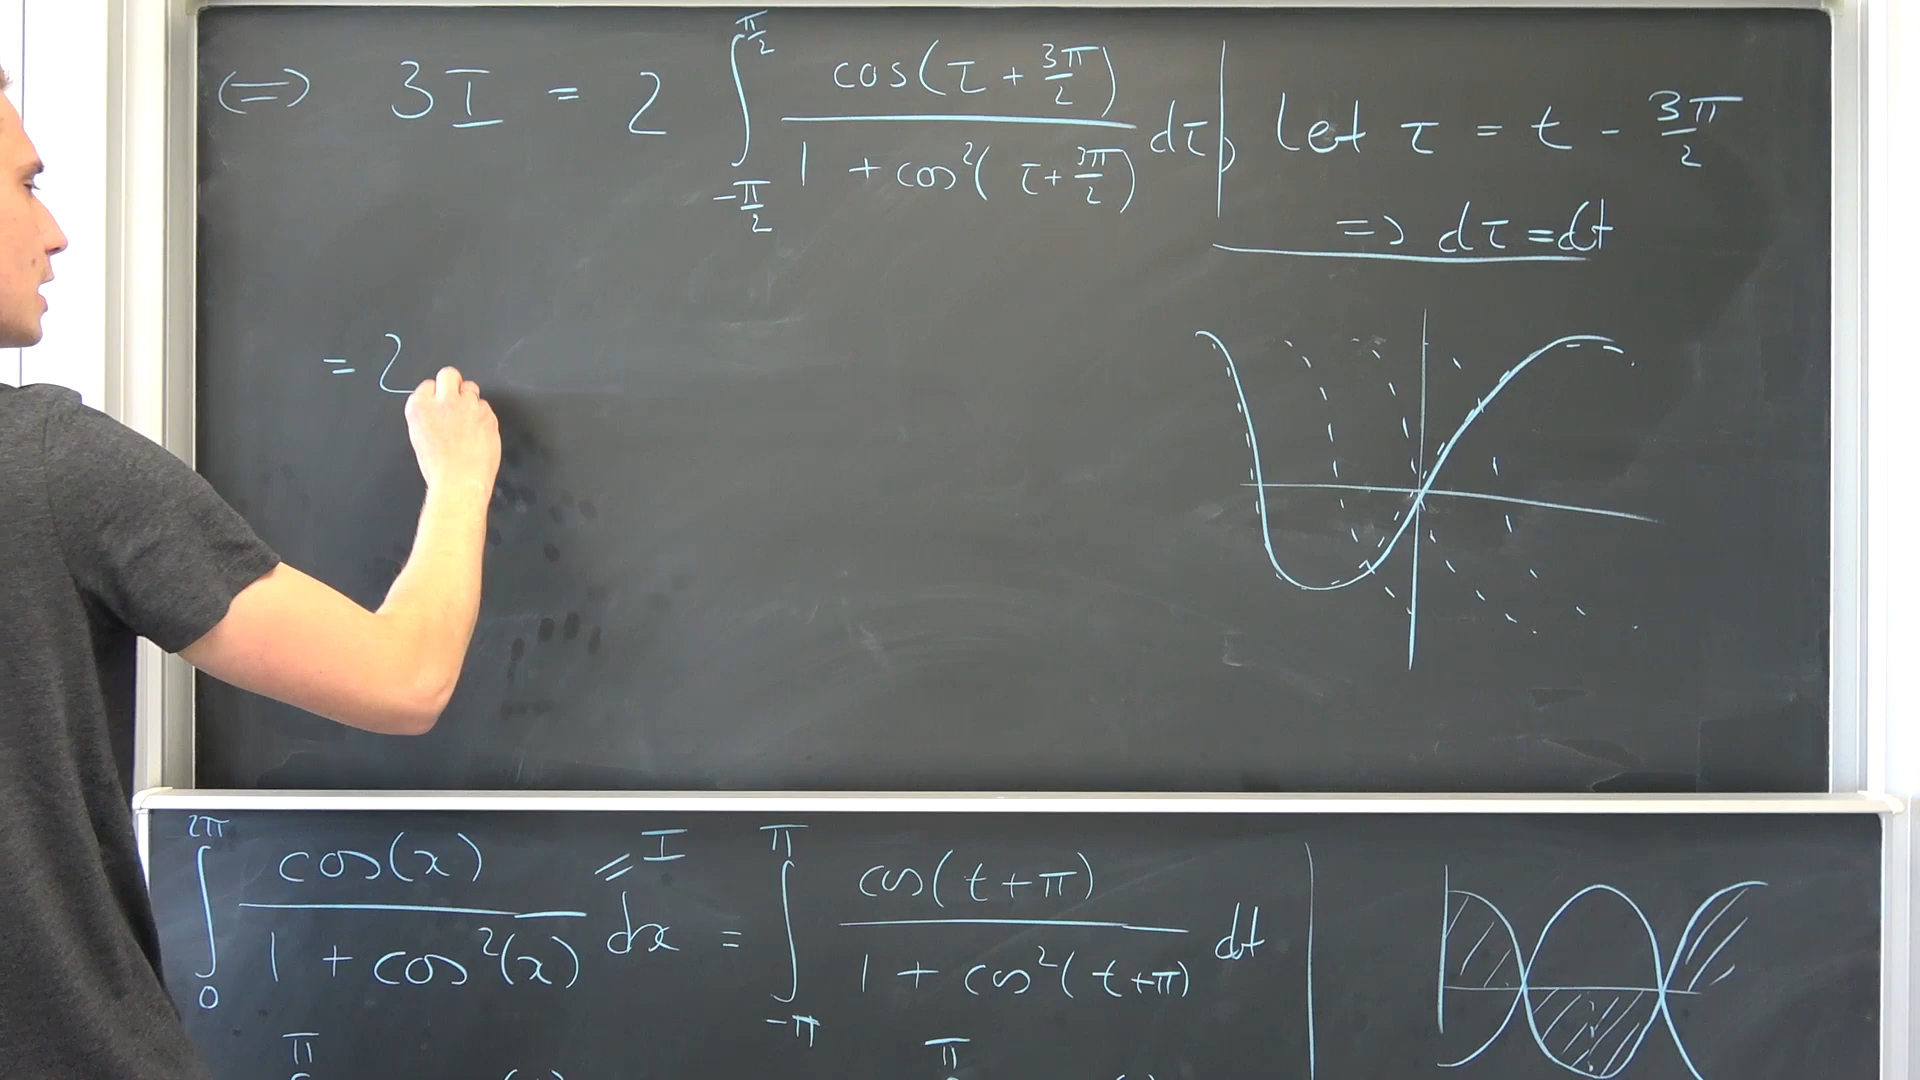 (=) 3I = 2 ∫_{-π/2}^{π/2} cos(τ + 3π/2) / (1 + cos²(τ + 3π/2)) dτ, let τ = t - 3π/2
=> dτ = dt
= 2
∫_0^{2π} cos(x) / (1 + cos²(x)) dx = I = ∫_{-π}^{π} cos(t+π) / (1 + cos²(t+π)) dt
π π